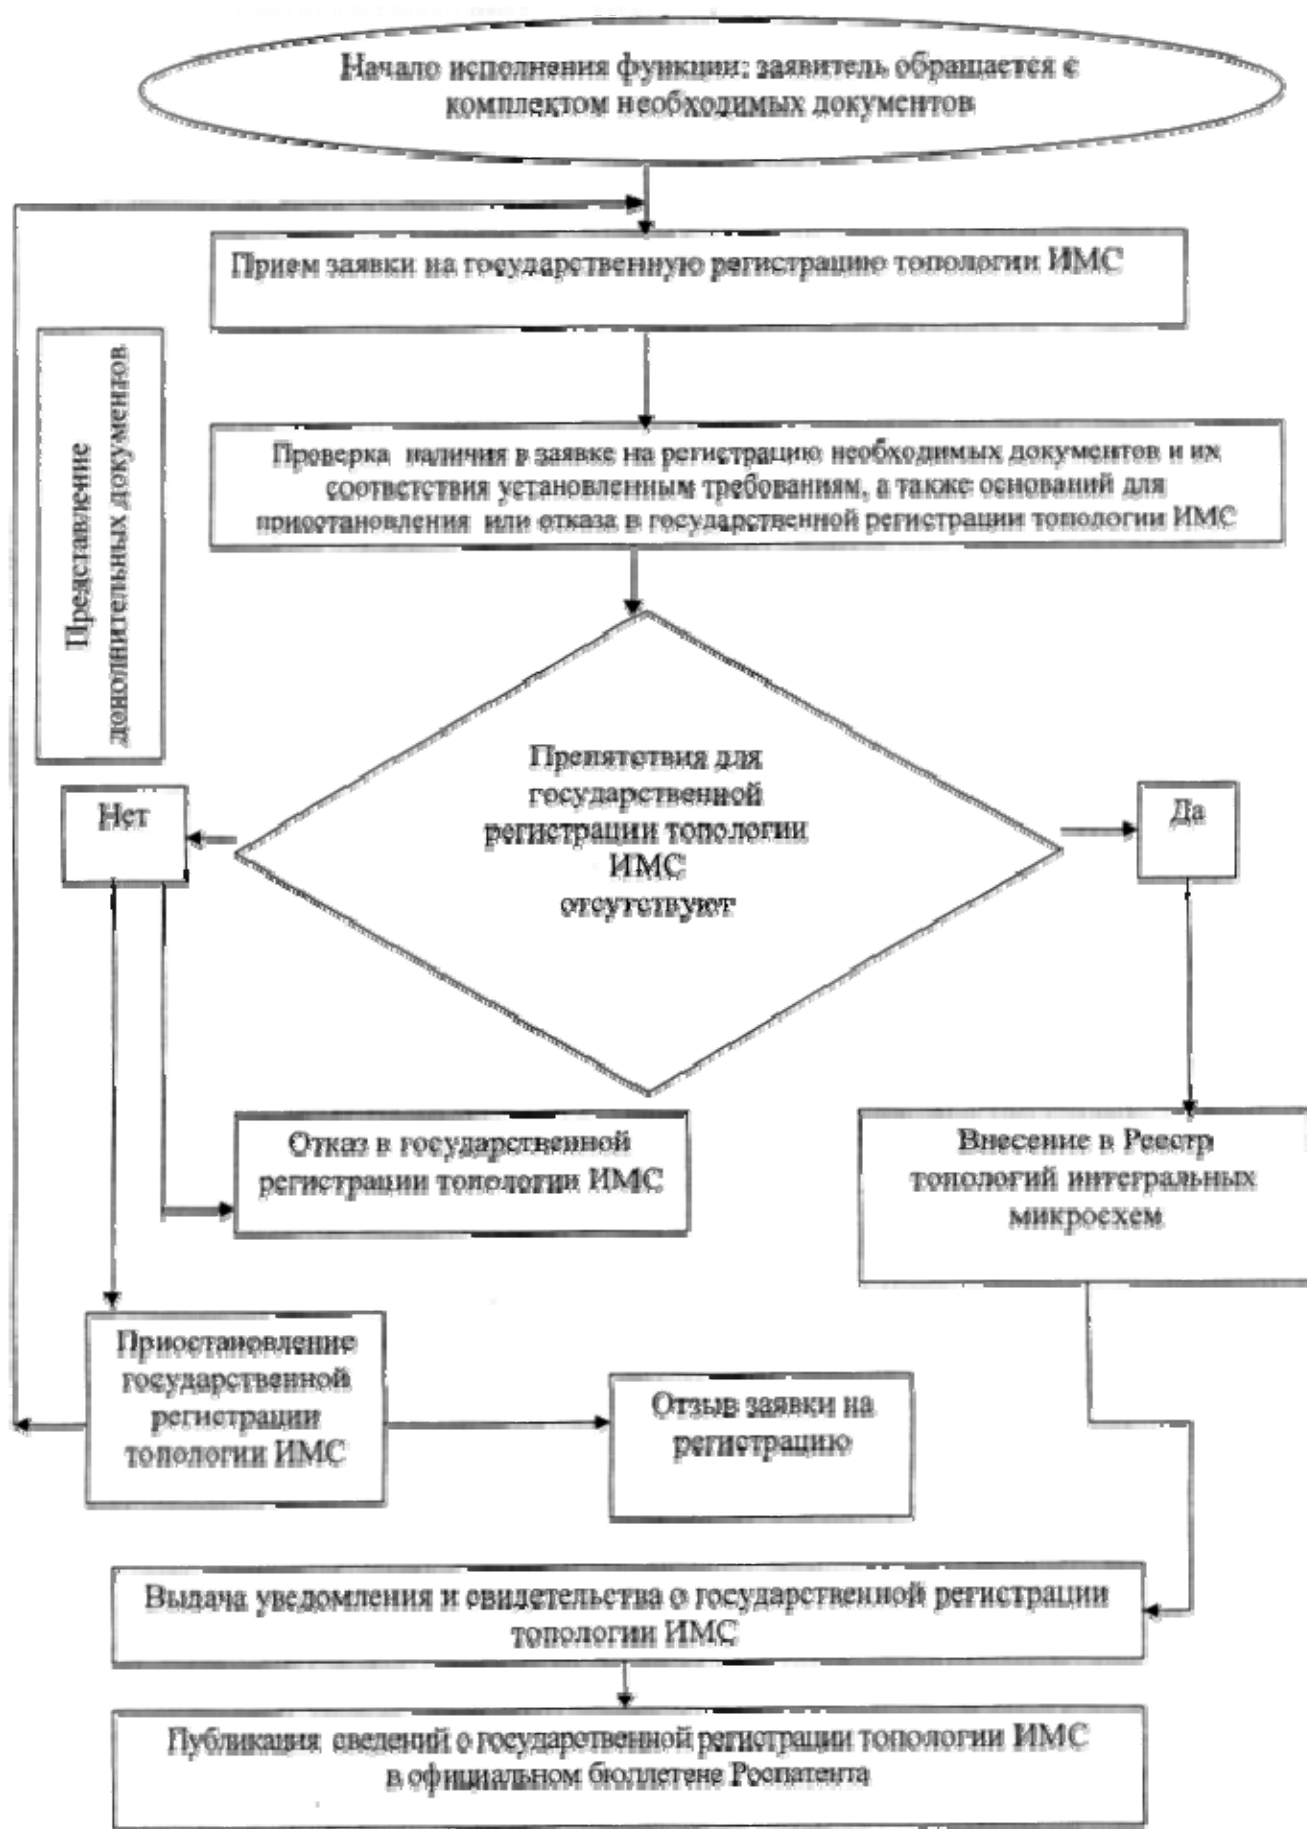 Начало исполнения функции: заявитель обращается с
комплектом необходимых документов
Прием заявки на государственную регистрацию топологии ИМС
Представление
дополнительных документов
Проверка наличия в заявке на регистрацию необходимых документов и их
соответствия установленным требованиям, а также оснований для
приостановления или отказа в государственной регистрации топологии ИМС
Препятствия для
государственной
регистрации топологии
ИМС
отсутствуют
Нет
Да
Отказ в государственной
регистрации топологии ИМС
Внесение в Реестр
топологий интегральных
микросхем
Приостановление
государственной
регистрации
топологии ИМС
Отзыв заявки на
регистрацию
Выдача уведомления и свидетельства о государственной регистрации
топологии ИМС
Публикация сведений о государственной регистрации топологии ИМС
в официальном бюллетене Роспатента